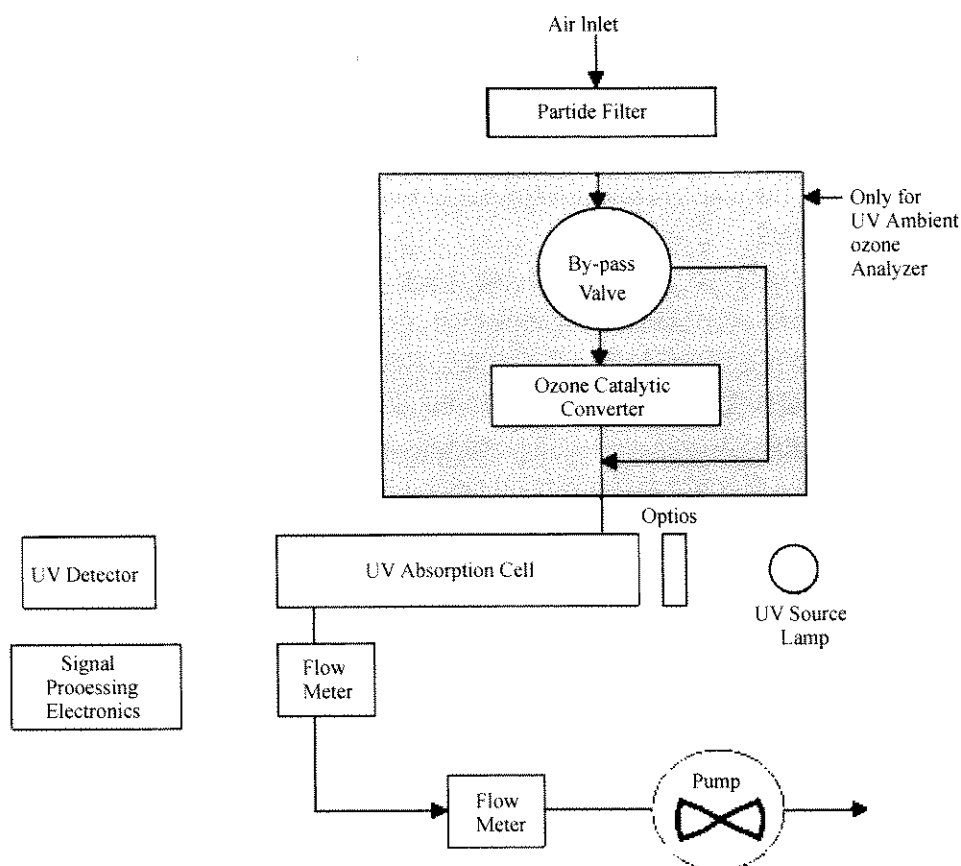 Air Inlet
Partide Filter
Only for
UV Ambient
ozone
Analyzer
By-pass
Valve
Ozone Catalytic
Converter
Optios
UV Detector
UV Absorption Cell
UV Source
Lamp
Signal
Prooessing
Electronics
Flow
Meter
Flow
Meter
Pump